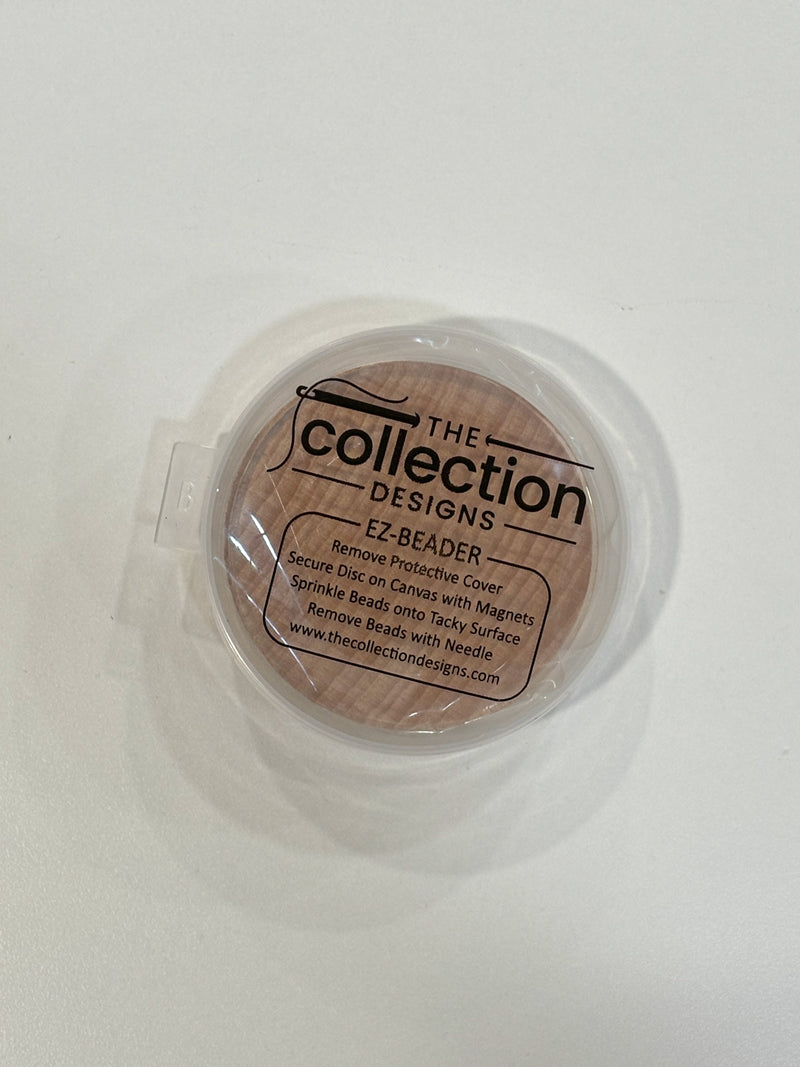 THE
collection
DESIGNS
EZ-BEADER
Remove Protective Cover
Secure Disc on Canvas with Magnets
Sprinkle Beads onto Tacky Surface
Remove Beads with Needle
www.thecollectiondesigns.com